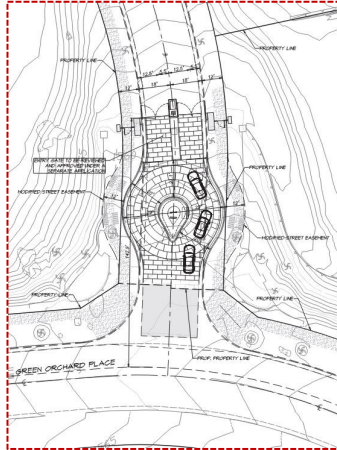 PROPERTY LINE
PROPERTY LINE
12.5'
12.5'
12'
18'
18'
12'
ENTRY GATE TO BE REVIEWED
AND APPROVED UNDER A
SEPARATE APPLICATION
PROPERTY LINE
MODIFIED STREET EASEMENT
MODIFIED STREET EASEMENT
PROPERTY LINE
PROPERTY LINE
PROP. PROPERTY LINE
GREEN ORCHARD PLACE